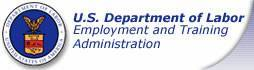 U.S. Department of Labor
Employment and Training
Administration